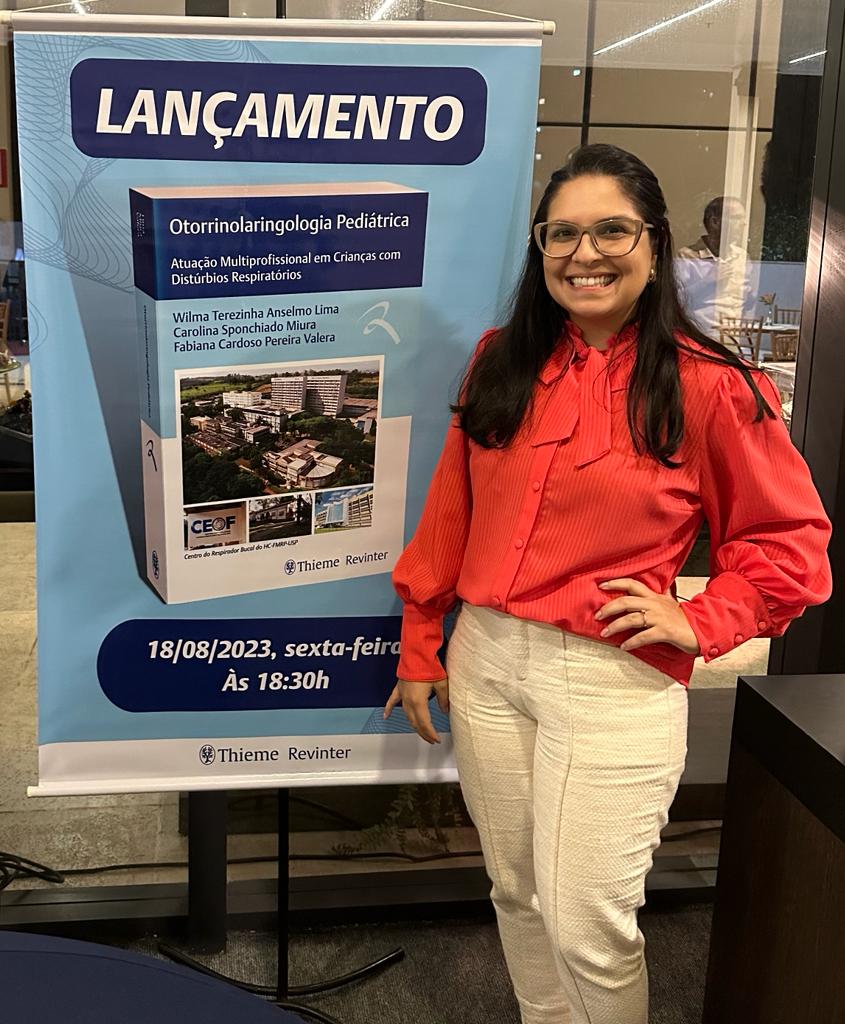 LANÇAMENTO
Otorrinolaringologia Pediátrica
Atuação Multiprofissional em Crianças com
Distúrbios Respiratórios
Wilma Terezinha Anselmo Lima
Carolina Sponchiado Miura
Fabiana Cardoso Pereira Valera
CEOF
Centro do Respirador Bucal do HC-FMRP-USP
Thieme Revinter
18/08/2023, sexta-feira
Às 18:30h
Thieme Revinter